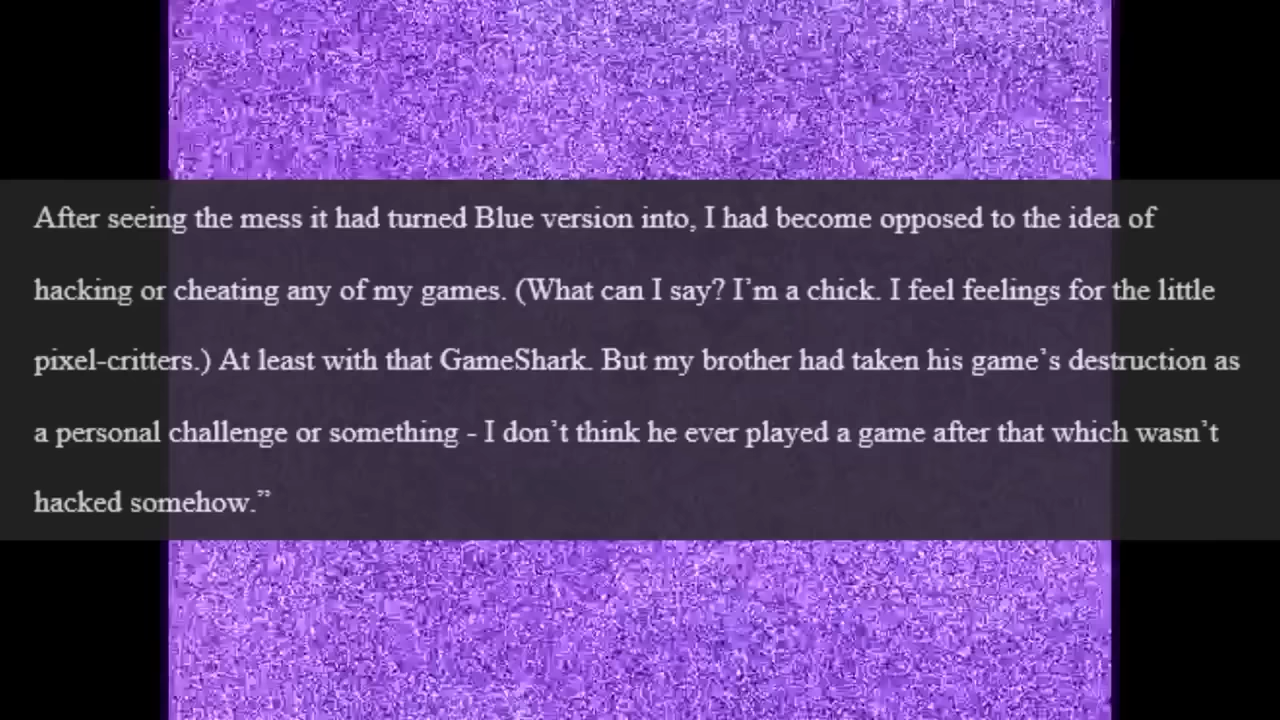 After seeing the mess it had turned Blue version into, I had become opposed to the idea of
hacking or cheating any of my games. (What can I say? I’m a chick. I feel feelings for the little
pixel-critters.) At least with that GameShark. But my brother had taken his game’s destruction as
a personal challenge or something - I don’t think he ever played a game after that which wasn’t
hacked somehow.”